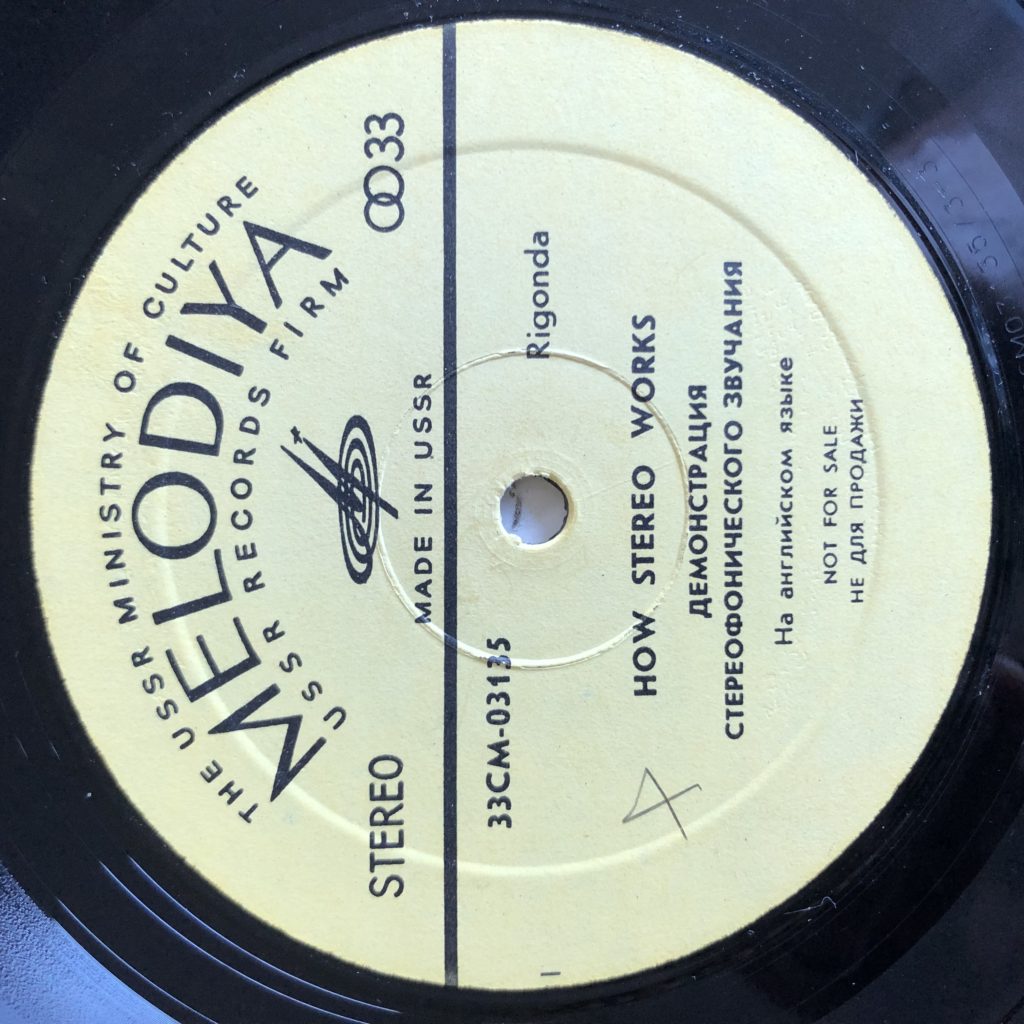 THE USSR MINISTRY OF CULTURE
MELODIYA
USSR RECORDS FIRM
STEREO
33
MADE IN USSR
33CM-03135
Rigonda
HOW STEREO WORKS
ДЕМОНСТРАЦИЯ
СТЕРЕОФОНИЧЕСКОГО ЗВУЧАНИЯ
На английском языке
NOT FOR SALE
НЕ ДЛЯ ПРОДАЖИ
4
I